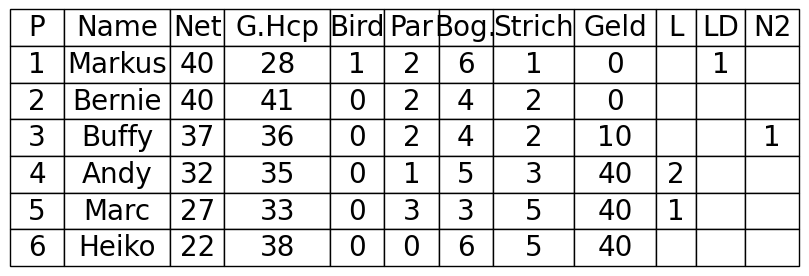 P Name Net G.Hcp Bird Par Bog. Strich Geld L LD N2
1 Markus 40 28 1 2 6 1 0 1
2 Bernie 40 41 0 2 4 2 0
3 Buffy 37 36 0 2 4 2 10 1
4 Andy 32 35 0 1 5 3 40 2
5 Marc 27 33 0 3 3 5 40 1
6 Heiko 22 38 0 0 6 5 40